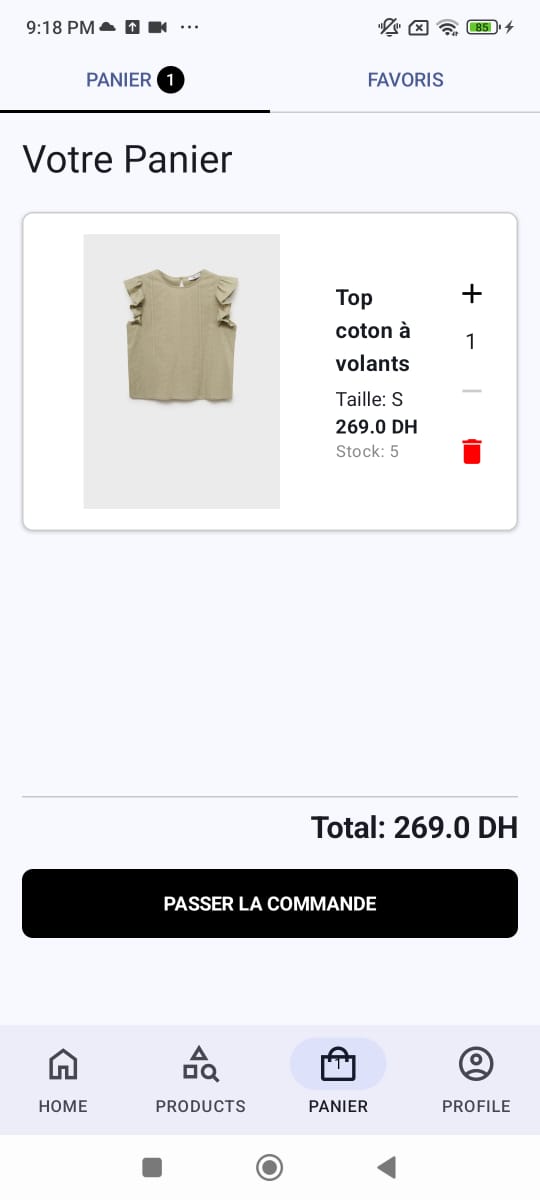 9:18 PM
85
PANIER 1
FAVORIS
Votre Panier
Top
coton à
volants
Taille: S
269.0 DH
Stock: 5
1
Total: 269.0 DH
PASSER LA COMMANDE
1
HOME
PRODUCTS
PANIER
PROFILE